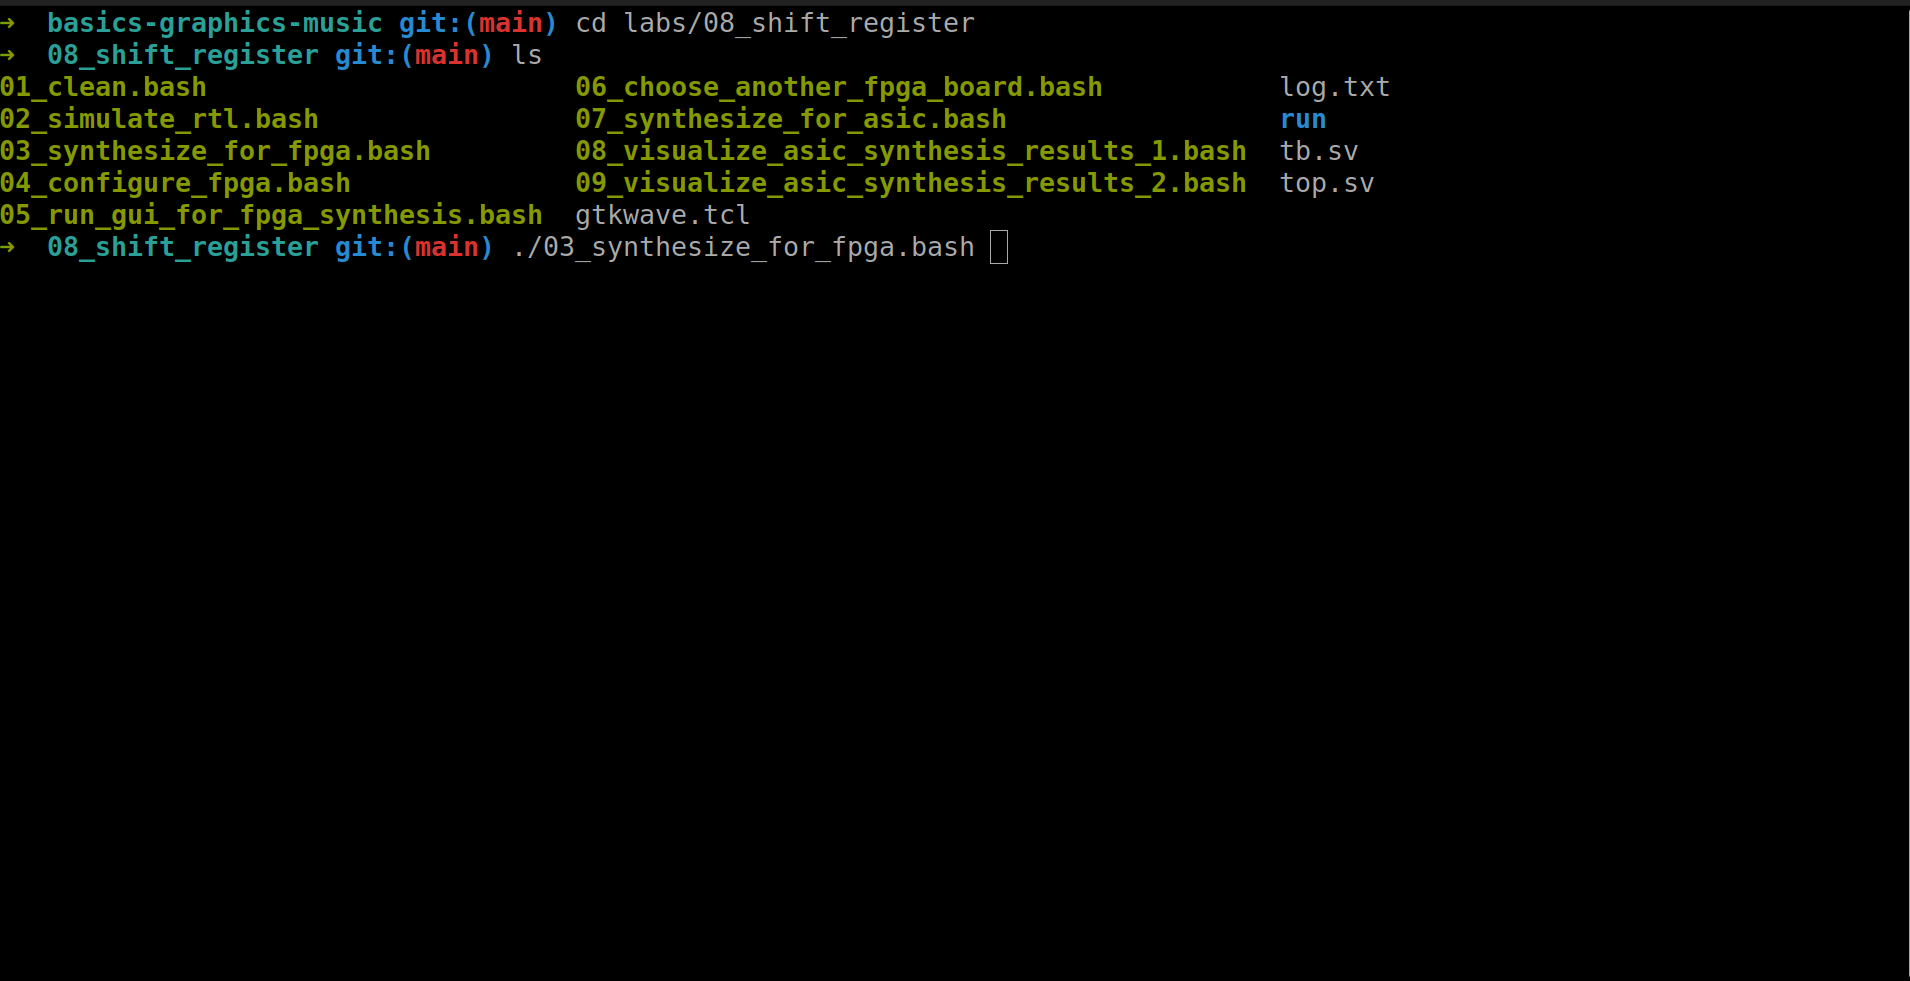 ➜  basics-graphics-music git:(main) cd labs/08_shift_register
➜  08_shift_register git:(main) ls
01_clean.bash                       06_choose_another_fpga_board.bash           log.txt
02_simulate_rtl.bash                07_synthesize_for_asic.bash                 run
03_synthesize_for_fpga.bash         08_visualize_asic_synthesis_results_1.bash  tb.sv
04_configure_fpga.bash              09_visualize_asic_synthesis_results_2.bash  top.sv
05_run_gui_for_fpga_synthesis.bash  gtkwave.tcl
➜  08_shift_register git:(main) ./03_synthesize_for_fpga.bash